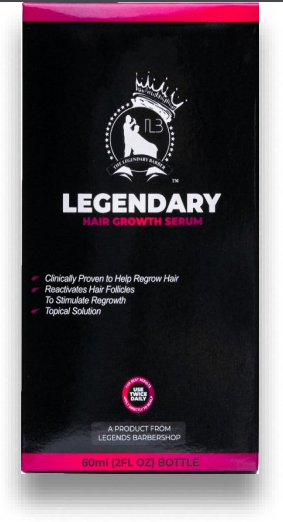 TLB
THE LEGENDARY BARBER
TM
LEGENDARY
HAIR GROWTH SERUM
Clinically Proven to Help Regrow Hair
Reactivates Hair Follicles
To Stimulate Regrowth
Topical Solution
USE
TWICE
DAILY
A PRODUCT FROM
LEGENDS BARBERSHOP
60ml (2FL OZ) BOTTLE